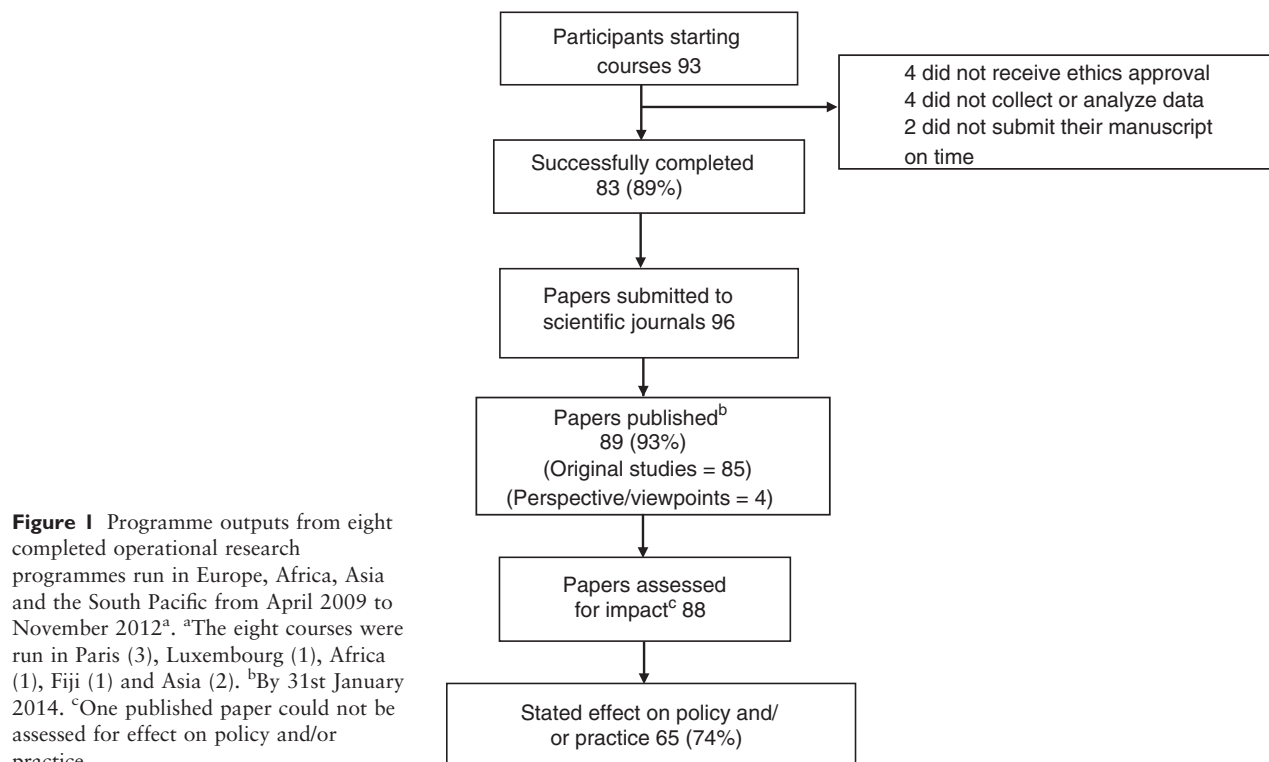 Participants starting
courses 93
4 did not receive ethics approval
4 did not collect or analyze data
2 did not submit their manuscript
on time
Successfully completed
83 (89%)
Papers submitted to
scientific journals 96
Papers published^b
89 (93%)
(Original studies = 85)
(Perspective/viewpoints = 4)
Papers assessed
for impact^c 88
Stated effect on policy and/
or practice 65 (74%)
Figure 1 Programme outputs from eight
completed operational research
programmes run in Europe, Africa, Asia
and the South Pacific from April 2009 to
November 2012^a. ^aThe eight courses were
run in Paris (3), Luxembourg (1), Africa
(1), Fiji (1) and Asia (2). ^bBy 31st January
2014. ^cOne published paper could not be
assessed for effect on policy and/or
practice